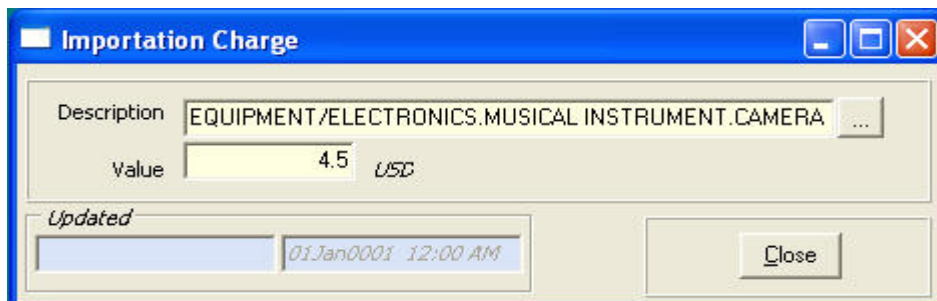 Importation Charge
Description EQUIPMENT/ELECTRONICS.MUSICAL INSTRUMENT.CAMERA ...
Value 4.5 USD
Updated
01Jan0001 12:00 AM
Close